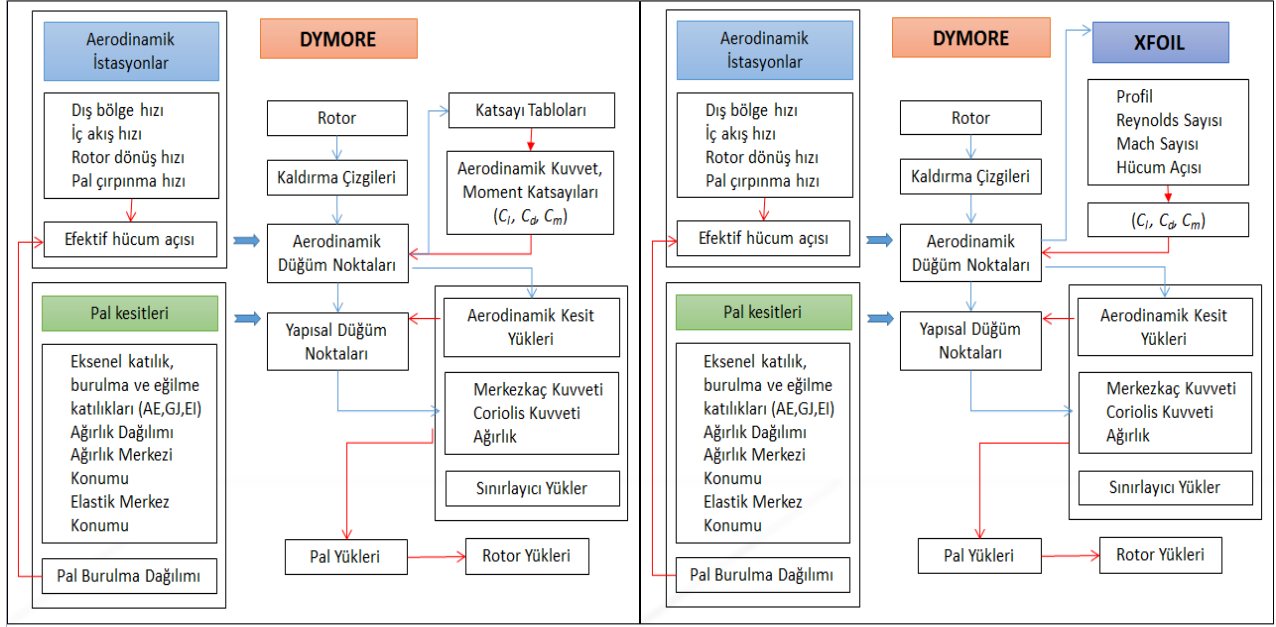 Aerodinamik
İstasyonlar
Dış bölge hızı
İç akış hızı
Rotor dönüş hızı
Pal çırpınma hızı
Efektif hücum açısı
Pal kesitleri
Eksenel katılık,
burulma ve eğilme
katılıkları (AE,GJ,EI)
Ağırlık Dağılımı
Ağırlık Merkezi
Konumu
Elastik Merkez
Konumu
Pal Burulma Dağılımı
DYMORE
Rotor
Kaldırma Çizgileri
Aerodinamik
Düğüm Noktaları
Yapısal Düğüm
Noktaları
Katsayı Tabloları
Aerodinamik Kuvvet,
Moment Katsayıları
(Cl, Cd, Cm)
Aerodinamik Kesit
Yükleri
Merkezkaç Kuvveti
Coriolis Kuvveti
Ağırlık
Sınırlayıcı Yükler
Pal Yükleri
Rotor Yükleri
Aerodinamik
İstasyonlar
Dış bölge hızı
İç akış hızı
Rotor dönüş hızı
Pal çırpınma hızı
Efektif hücum açısı
Pal kesitleri
Eksenel katılık,
burulma ve eğilme
katılıkları (AE,GJ,EI)
Ağırlık Dağılımı
Ağırlık Merkezi
Konumu
Elastik Merkez
Konumu
Pal Burulma Dağılımı
DYMORE
Rotor
Kaldırma Çizgileri
Aerodinamik
Düğüm Noktaları
Yapısal Düğüm
Noktaları
XFOIL
Profil
Reynolds Sayısı
Mach Sayısı
Hücum Açısı
(Cl, Cd, Cm)
Aerodinamik Kesit
Yükleri
Merkezkaç Kuvveti
Coriolis Kuvveti
Ağırlık
Sınırlayıcı Yükler
Pal Yükleri
Rotor Yükleri